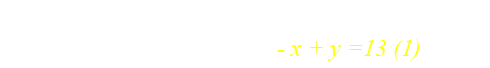 - x + y =13 (1)